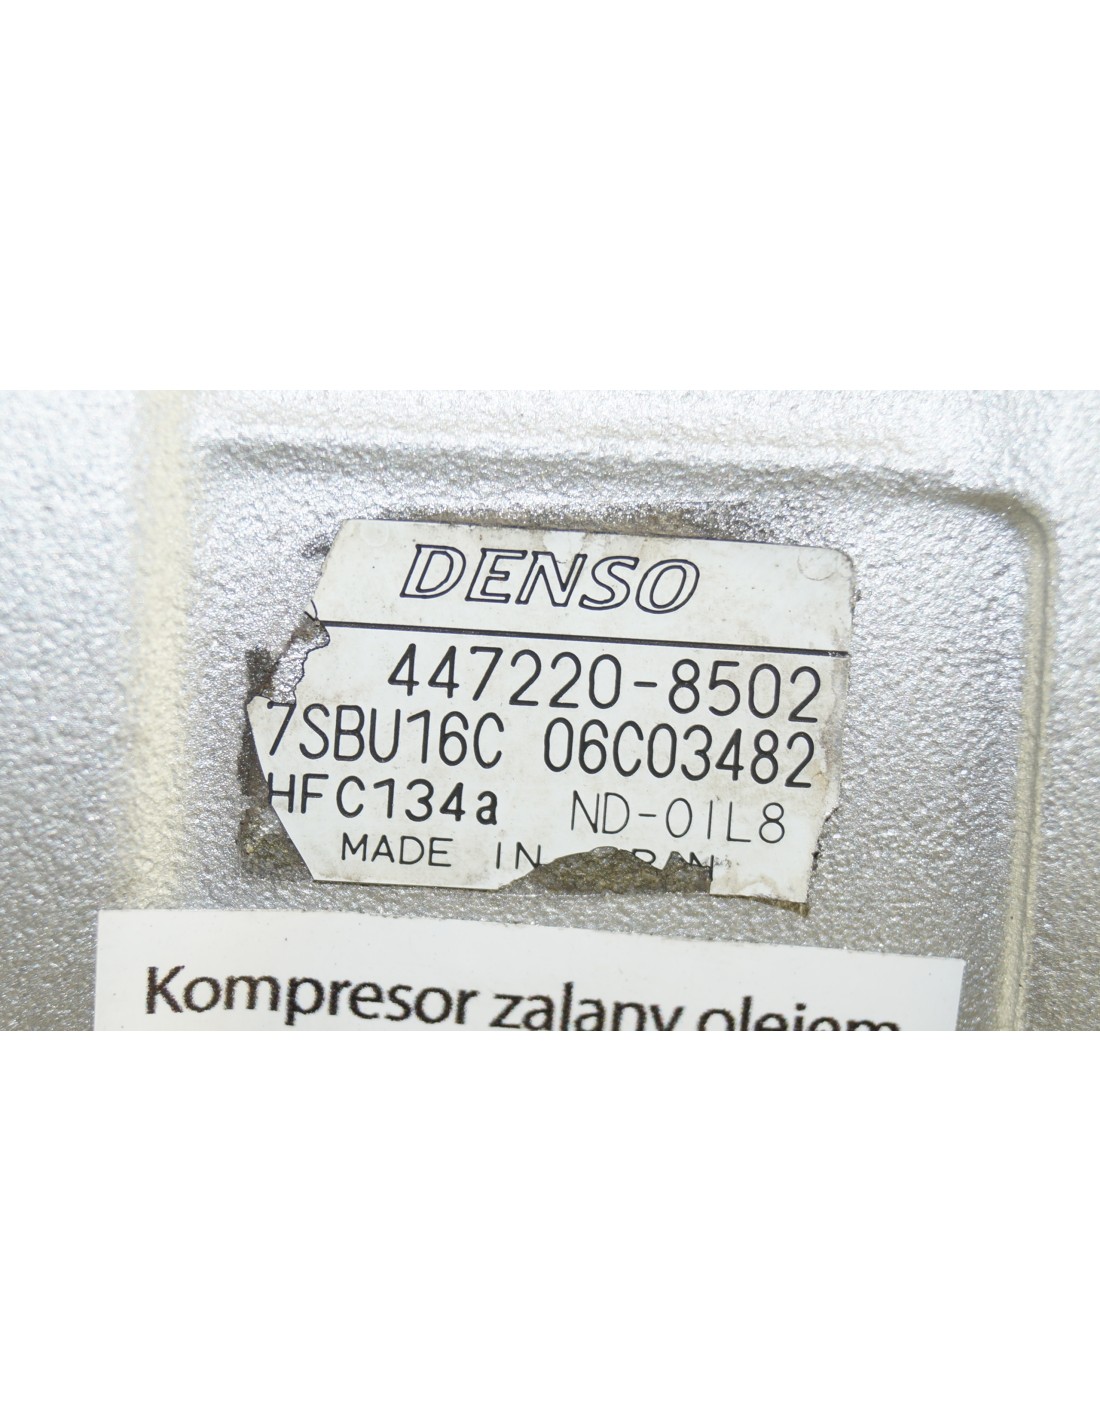 DENSO
447220-8502
7SBU16C 06C03482
HFC134a ND-OIL8
MADE IN
Kompresor zalany olejem